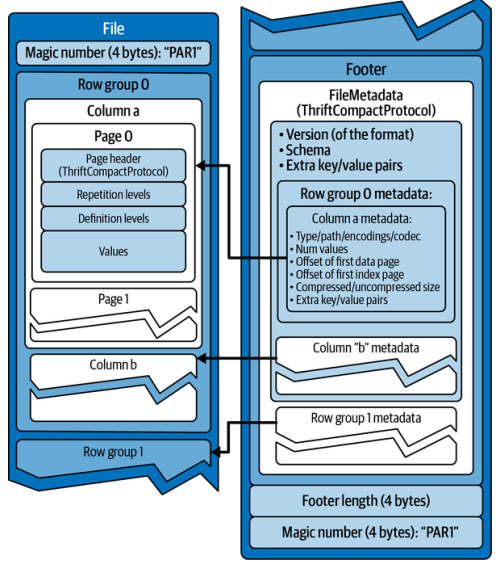 File
Magic number (4 bytes): “PAR1”
Row group 0
Column a
Page 0
Page header
(ThriftCompactProtocol)
Repetition levels
Definition levels
Values
Page 1
Column b
Row group 1
Footer
FileMetadata
(ThriftCompactProtocol)
• Version (of the format)
• Schema
• Extra key/value pairs
Row group 0 metadata:
Column a metadata:
• Type/path/encodings/codec
• Num values
• Offset of first data page
• Offset of first index page
• Compressed/uncompressed size
• Extra key/value pairs
Column “b” metadata
Row group 1 metadata
Footer length (4 bytes)
Magic number (4 bytes): “PAR1”